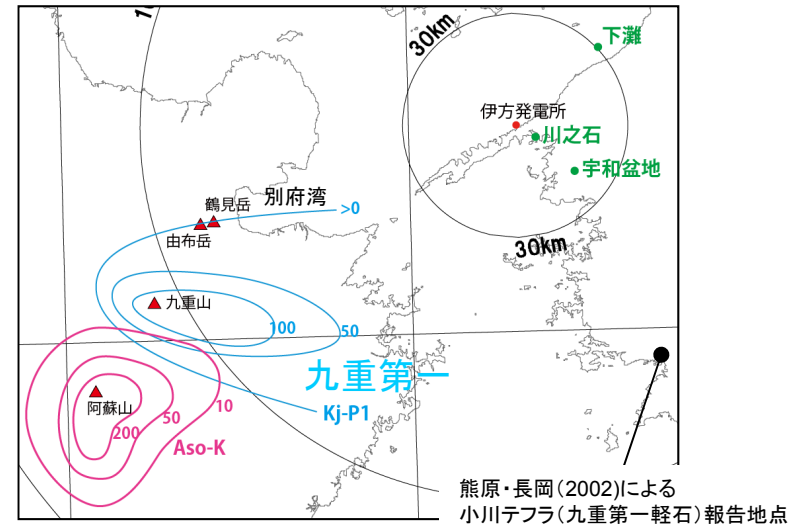 10
30km
下灘
伊方発電所
川之石
宇和盆地
30km
鶴見岳
別府湾
>0
由布岳
九重山
100
50
九重第一
Kj-P1
阿蘇山
50
10
200
Aso-K
熊原・長岡(2002)による
小川テフラ(九重第一軽石)報告地点